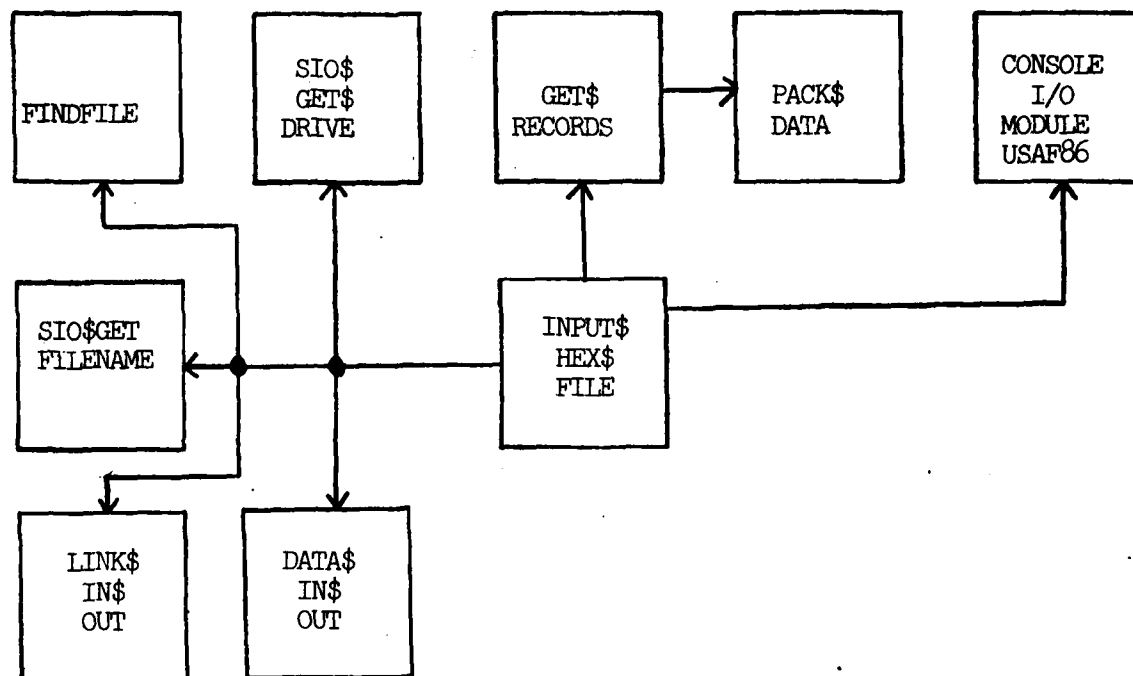 FINDFILE
SIO$
GET$
DRIVE
GET$
RECORDS
PACK$
DATA
CONSOLE
I/O
MODULE
USAF86
SIO$GET
FILENAME
INPUT$
HEX$
FILE
LINK$
IN$
OUT
DATA$
IN$
OUT